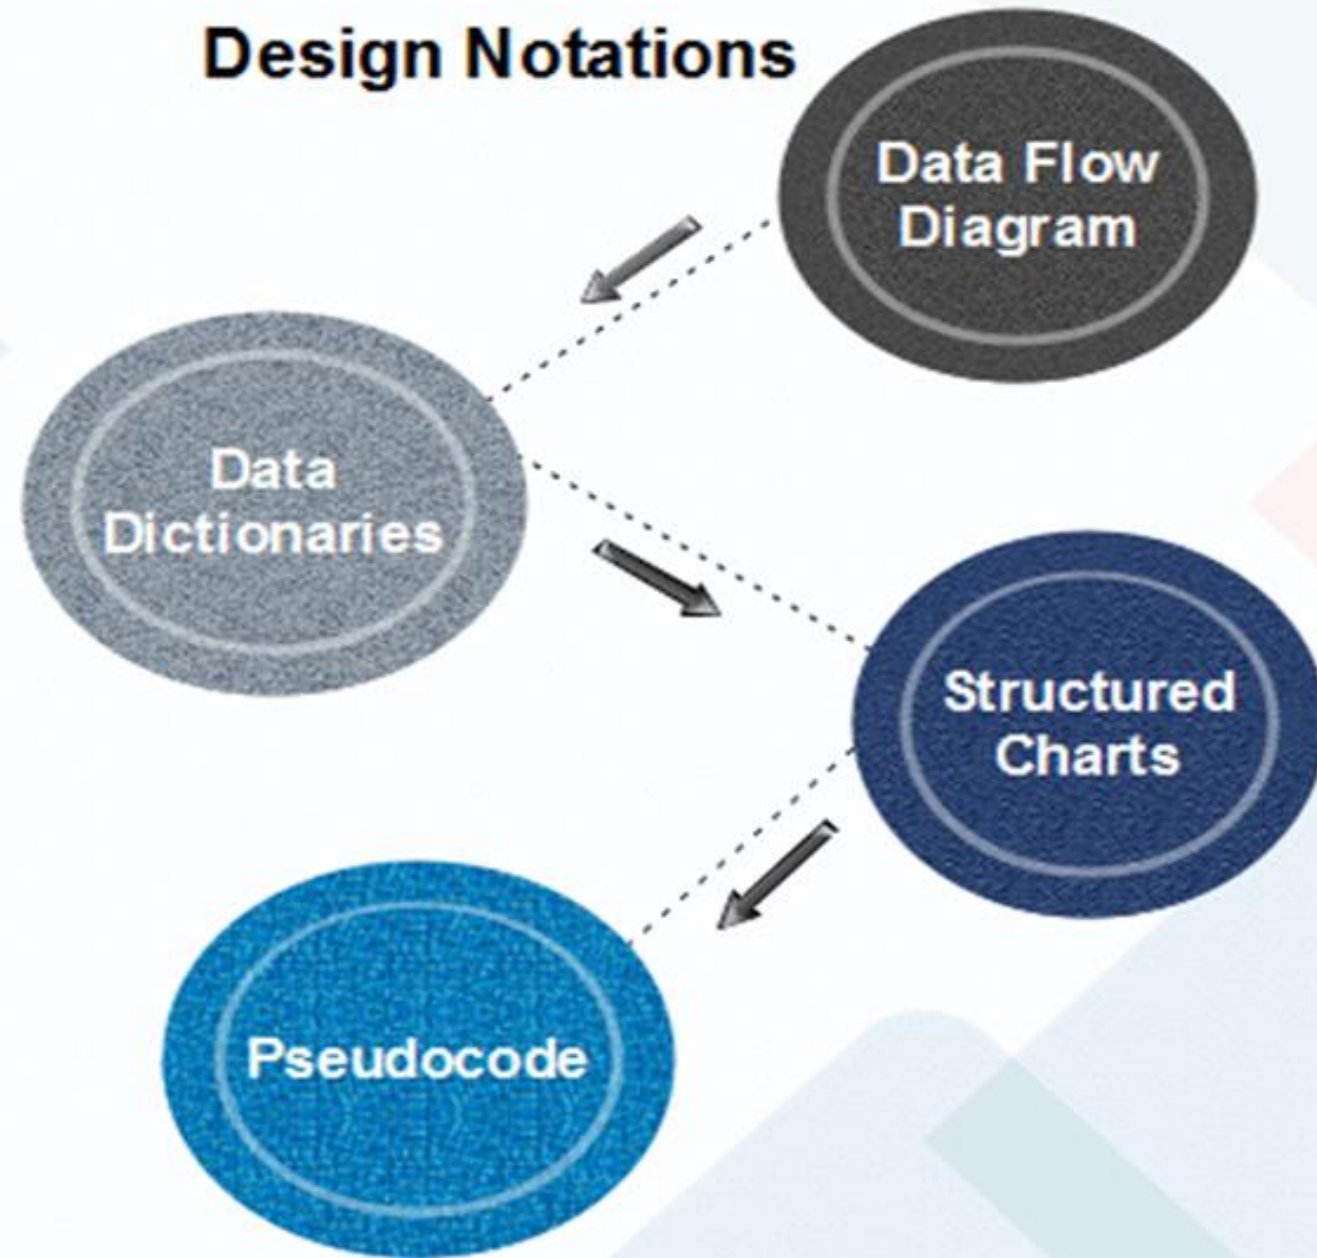 Design Notations
Data Flow
Diagram
Data
Dictionaries
Structured
Charts
Pseudocode